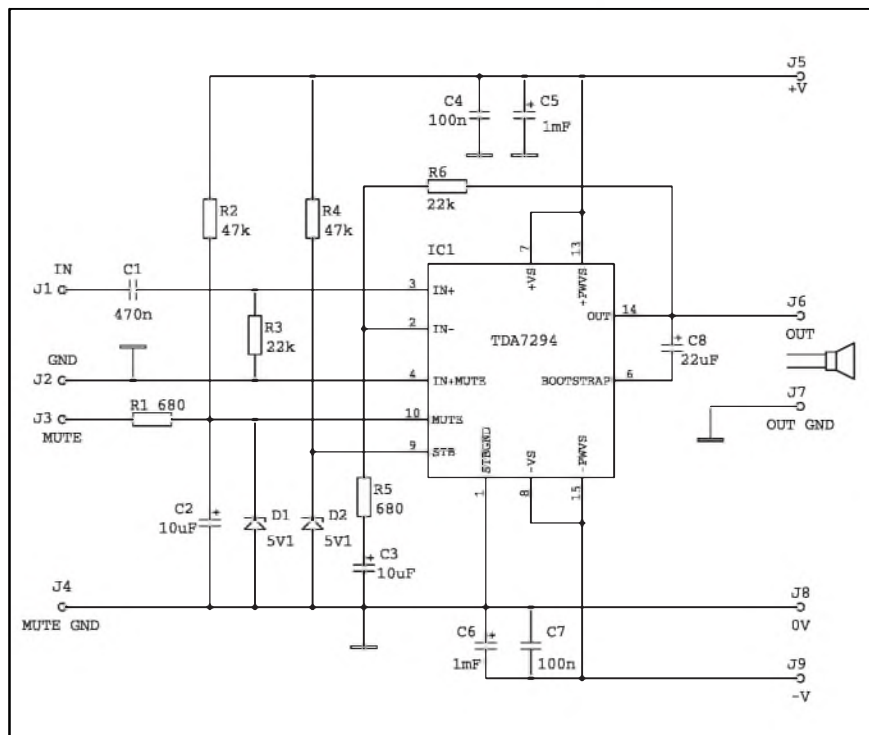 J5
+V
C4
100n
C5
+
1mF
R6
22k
R2
47k
R4
47k
IC1
7
13
+VS
+PWVS
IN
J1
C1
470n
3
IN+
2
IN-
R3
22k
TDA7294
OUT
14
J6
OUT
+
C8
22uF
GND
J2
4
IN+MUTE
BOOTSTRAP
6
J3
MUTE
R1 680
10
MUTE
9
STB
J7
OUT GND
STBGND
-VS
-PWVS
1
8
15
R5
680
C2
+
10uF
D1
5V1
D2
5V1
C3
+
10uF
J4
MUTE GND
J8
0V
C6
+
1mF
C7
100n
J9
-V